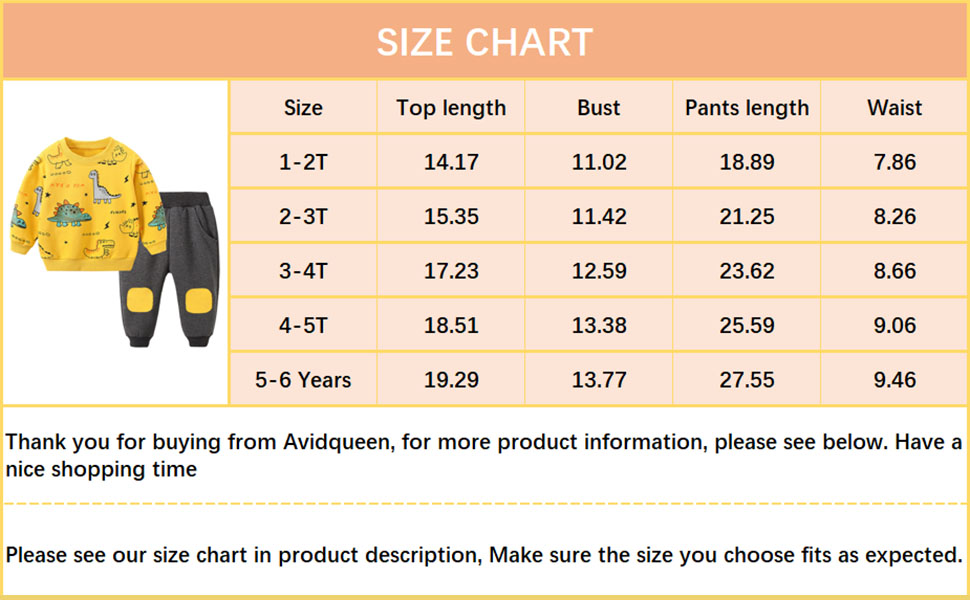 SIZE CHART
Size Top length Bust Pants length Waist
1-2T 14.17 11.02 18.89 7.86
2-3T 15.35 11.42 21.25 8.26
3-4T 17.23 12.59 23.62 8.66
4-5T 18.51 13.38 25.59 9.06
5-6 Years 19.29 13.77 27.55 9.46
Thank you for buying from Avidqueen, for more product information, please see below. Have a
nice shopping time
Please see our size chart in product description, Make sure the size you choose fits as expected.